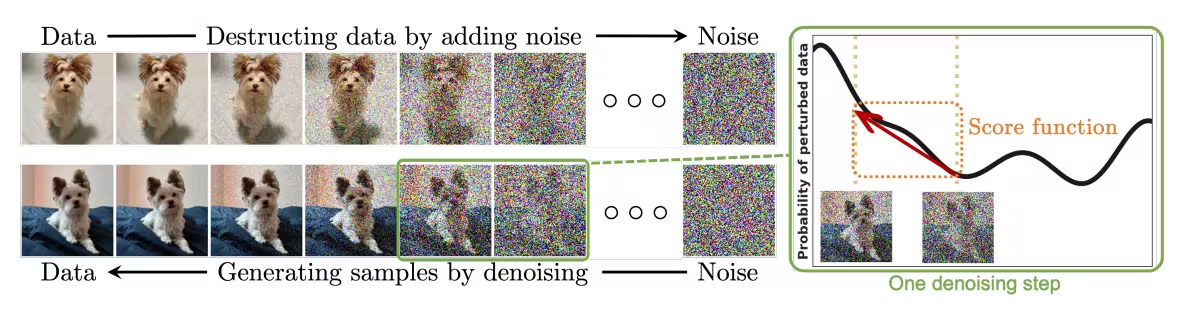 Data Destructing data by adding noise Noise
Probability of perturbed data
Score function
Data Generating samples by denoising Noise
One denoising step